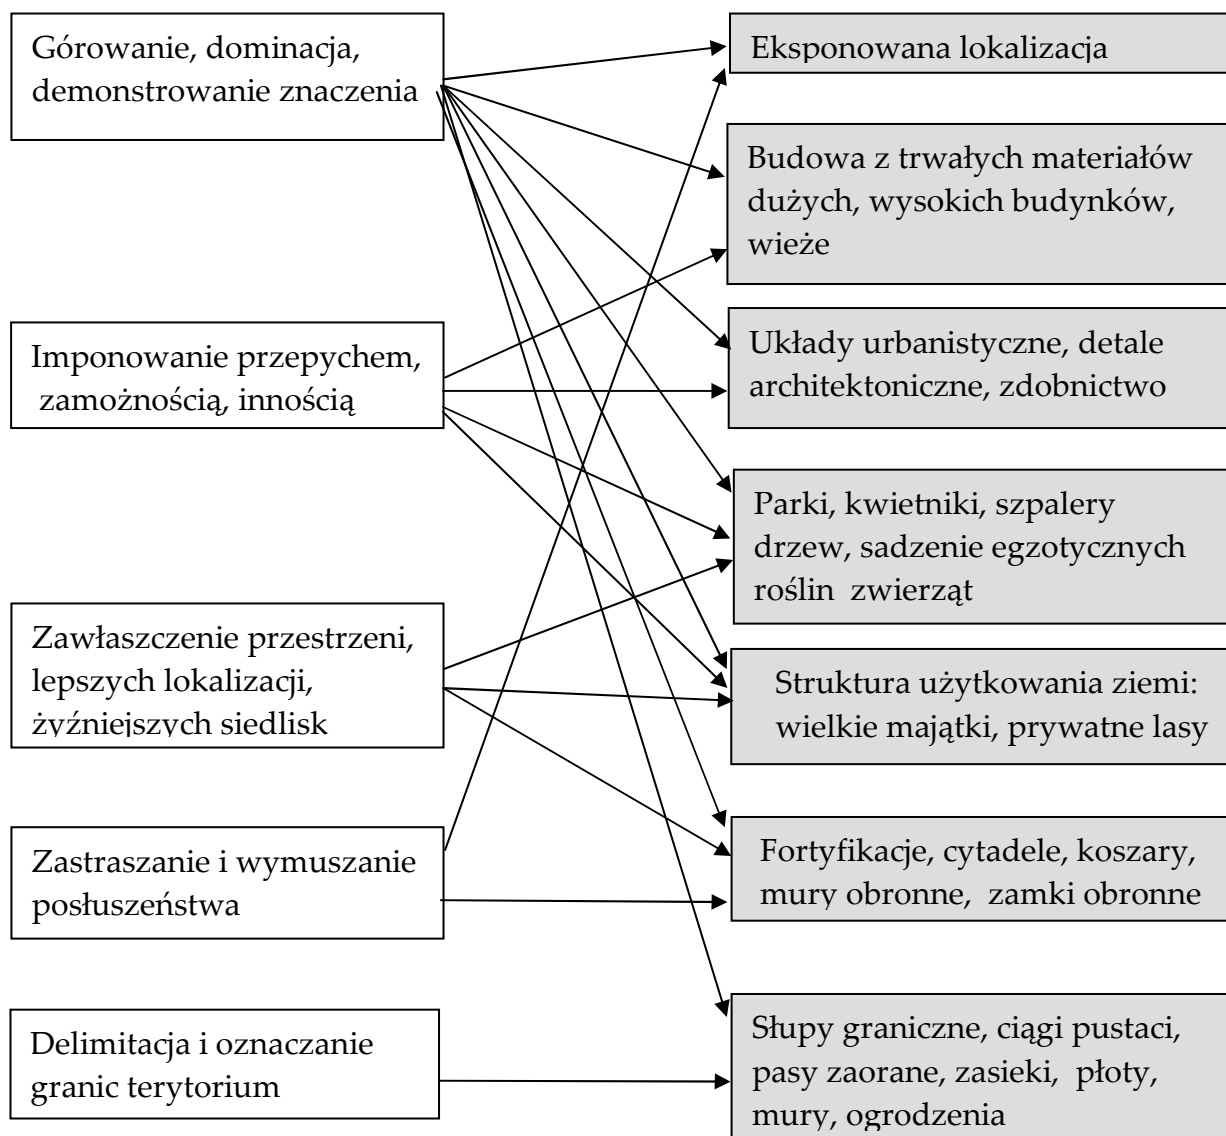 Górowanie, dominacja,
demonstrowanie znaczenia
Imponowanie przepychem,
zamożnością, innością
Zawłaszczenie przestrzeni,
lepszych lokalizacji,
żyźniejszych siedlisk
Zastraszanie i wymuszanie
posłuszeństwa
Delimitacja i oznaczanie
granic terytorium
Eksponowana lokalizacja
Budowa z trwałych materiałów
dużych, wysokich budynków,
wieże
Układy urbanistyczne, detale
architektoniczne, zdobnictwo
Parki, kwietniki, szpalery
drzew, sadzenie egzotycznych
roślin zwierząt
Struktura użytkowania ziemi:
wielkie majątki, prywatne lasy
Fortyfikacje, cytadele, koszary,
mury obronne, zamki obronne
Słupy graniczne, ciągi pustaci,
pasy zaorane, zasieki, płoty,
mury, ogrodzenia